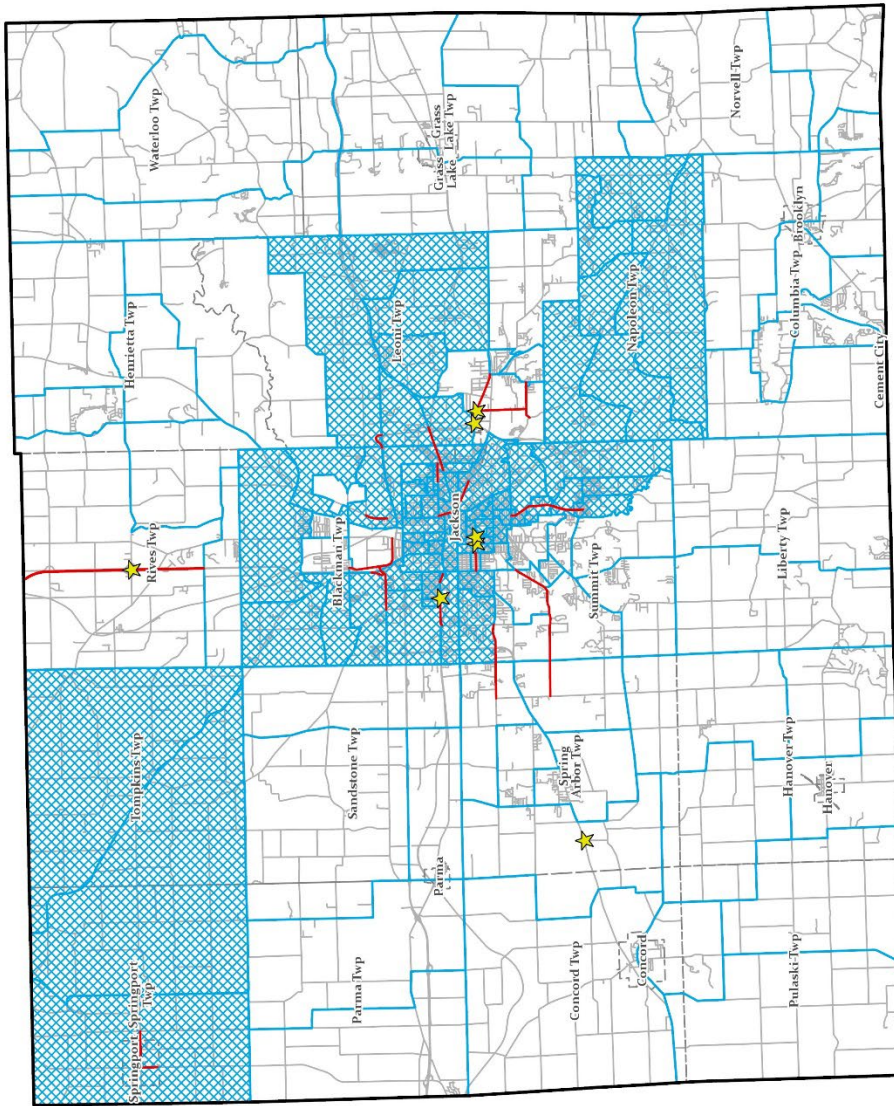 Springport
Springport
Twp
Tompkins Twp
Rives Twp
Henrietta Twp
Waterloo Twp
Parma Twp
Sandstone Twp
Blackman Twp
Leoni Twp
Grass
Lake
Grass
Lake Twp
Parma
Jackson
Concord Twp
Spring
Arbor Twp
Summit Twp
Napoleon Twp
Norvell Twp
Concord
Pulaski Twp
Hanover Twp
Liberty Twp
Columbia Twp
Brooklyn
Hanover
Cement City